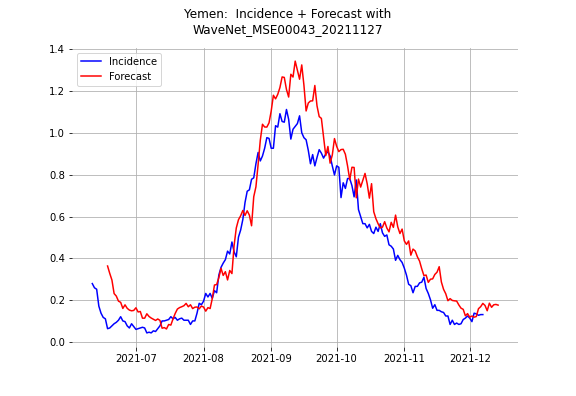 Yemen:  Incidence + Forecast with
WaveNet_MSE00043_20211127
Incidence
Forecast
1.4
1.2
1.0
0.8
0.6
0.4
0.2
0.0
2021-07 2021-08 2021-09 2021-10 2021-11 2021-12